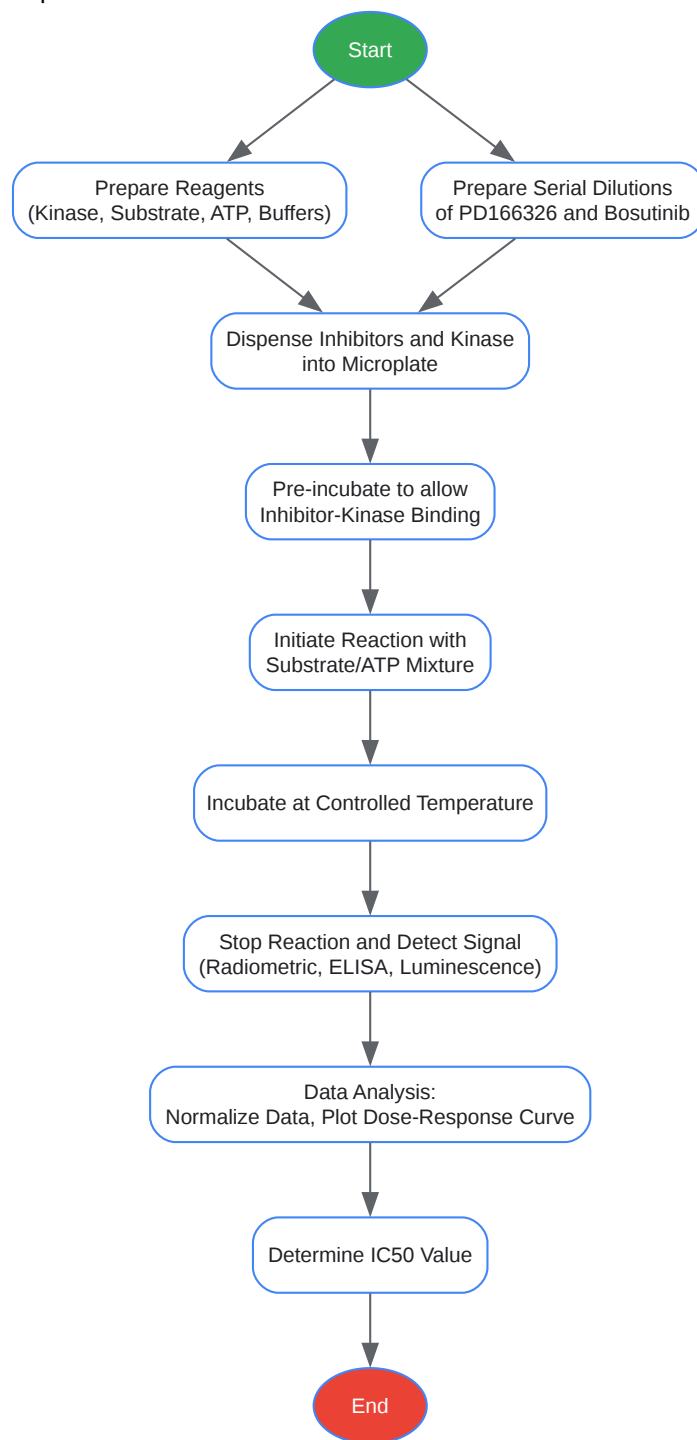 Start
Prepare Reagents
(Kinase, Substrate, ATP, Buffers)
Prepare Serial Dilutions
of PD166326 and Bosutinib
Dispense Inhibitors and Kinase
into Microplate
Pre-incubate to allow
Inhibitor-Kinase Binding
Initiate Reaction with
Substrate/ATP Mixture
Incubate at Controlled Temperature
Stop Reaction and Detect Signal
(Radiometric, ELISA, Luminescence)
Data Analysis:
Normalize Data, Plot Dose-Response Curve
Determine IC50 Value
End